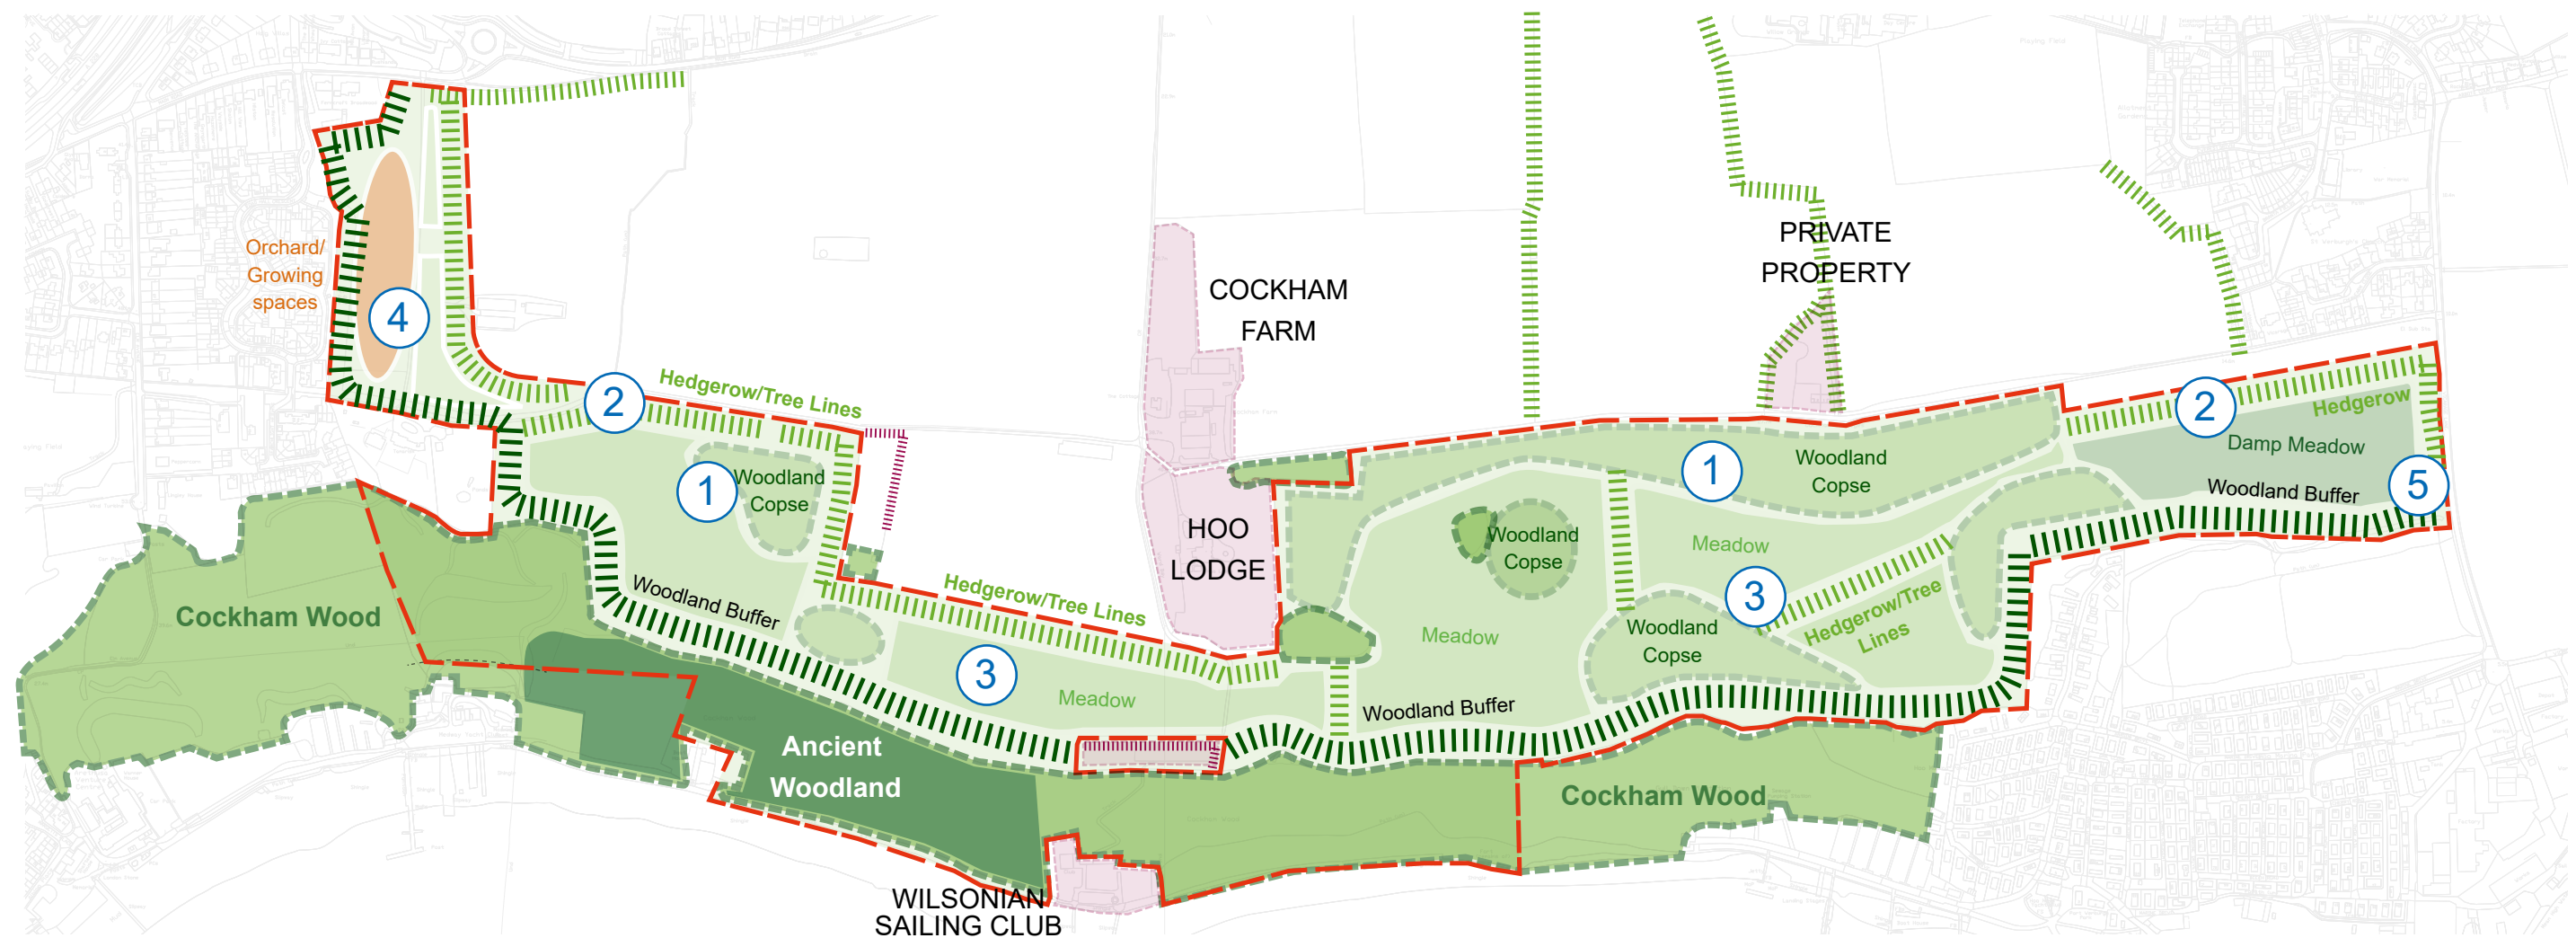 Orchard/
Growing
spaces
4
2
Hedgerow/Tree Lines
1
Woodland
Copse
Cockham Wood
Woodland Buffer
Hedgerow/Tree Lines
3
Meadow
Ancient
Woodland
WILSONIAN
SAILING CLUB
COCKHAM
FARM
HOO
LODGE
PRIVATE
PROPERTY
1
Woodland
Copse
Woodland
Copse
Meadow
3
Meadow
Woodland
Copse
Hedgerow/Tree
Lines
Woodland Buffer
Cockham Wood
2
Hedgerow
Damp Meadow
Woodland Buffer
5